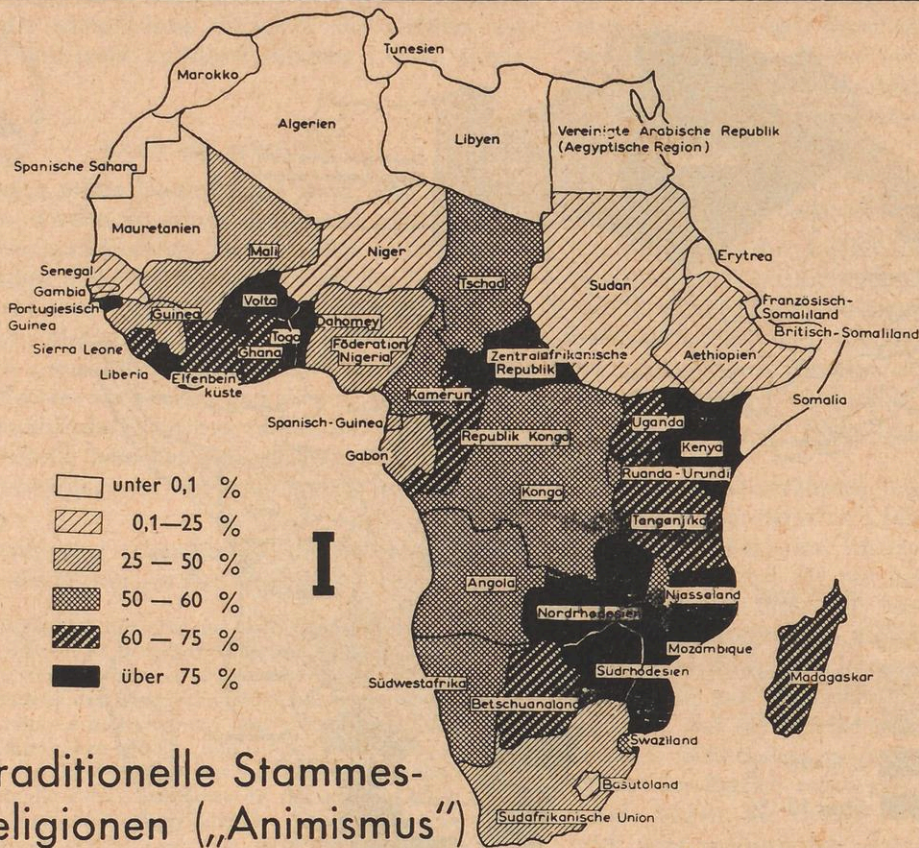 Tunesien
Marokko
Algerien
Libyen
Vereinigte Arabische Republik
(Aegyptische Region)
Spanische Sahara
Mauretanien
Mali
Niger
Tschad
Sudan
Erytrea
Senegal
Gambia
Portugiesisch
Guinea
Guinea
Volta
Dahomey
Togo
Ghana
Föderation
Nigeria
Französisch-
Somaliland
Britisch-Somaliland
Aethiopien
Sierra Leone
Liberia
Elfenbein
küste
Zentralafrikanische
Republik
Kamerun
Somalia
Spanisch-Guinea
Gabon
Republik Kongo
Uganda
Kenya
Ruanda-Urundi
Kongo
Tanganjika
unter 0,1 %
0,1—25 %
25 — 50 %
50 — 60 %
60 — 75 %
über 75 %
I
Angola
Njassaland
Nordrhodesien
Mozambique
Südrhodesien
Madagaskar
Südwestafrika
Betschuanaland
Swaziland
Basutoland
Südafrikanische Union
raditionelle Stammes-
eligionen („Animismus“)